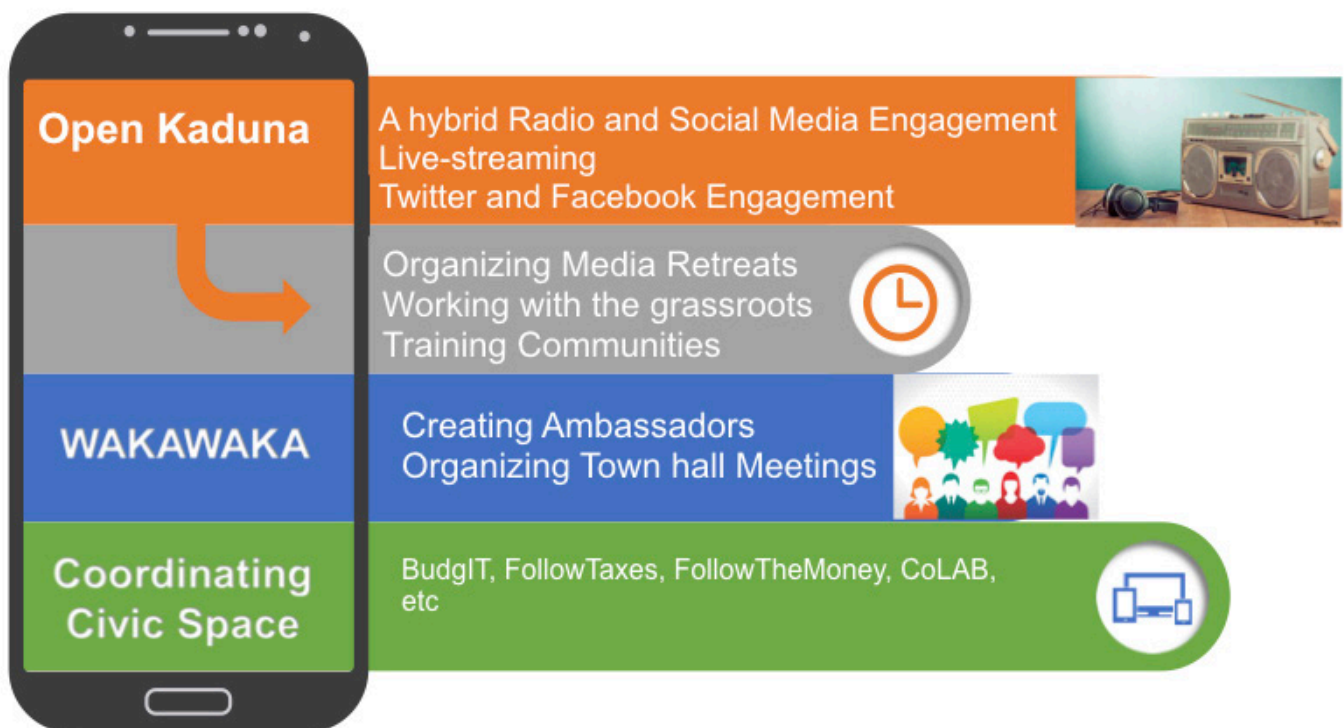 Open Kaduna
A hybrid Radio and Social Media Engagement
Live-streaming
Twitter and Facebook Engagement
Organizing Media Retreats
Working with the grassroots
Training Communities
WAKAWAKA
Creating Ambassadors
Organizing Town hall Meetings
Coordinating
Civic Space
BudgIT, FollowTaxes, FollowTheMoney, CoLAB,
etc